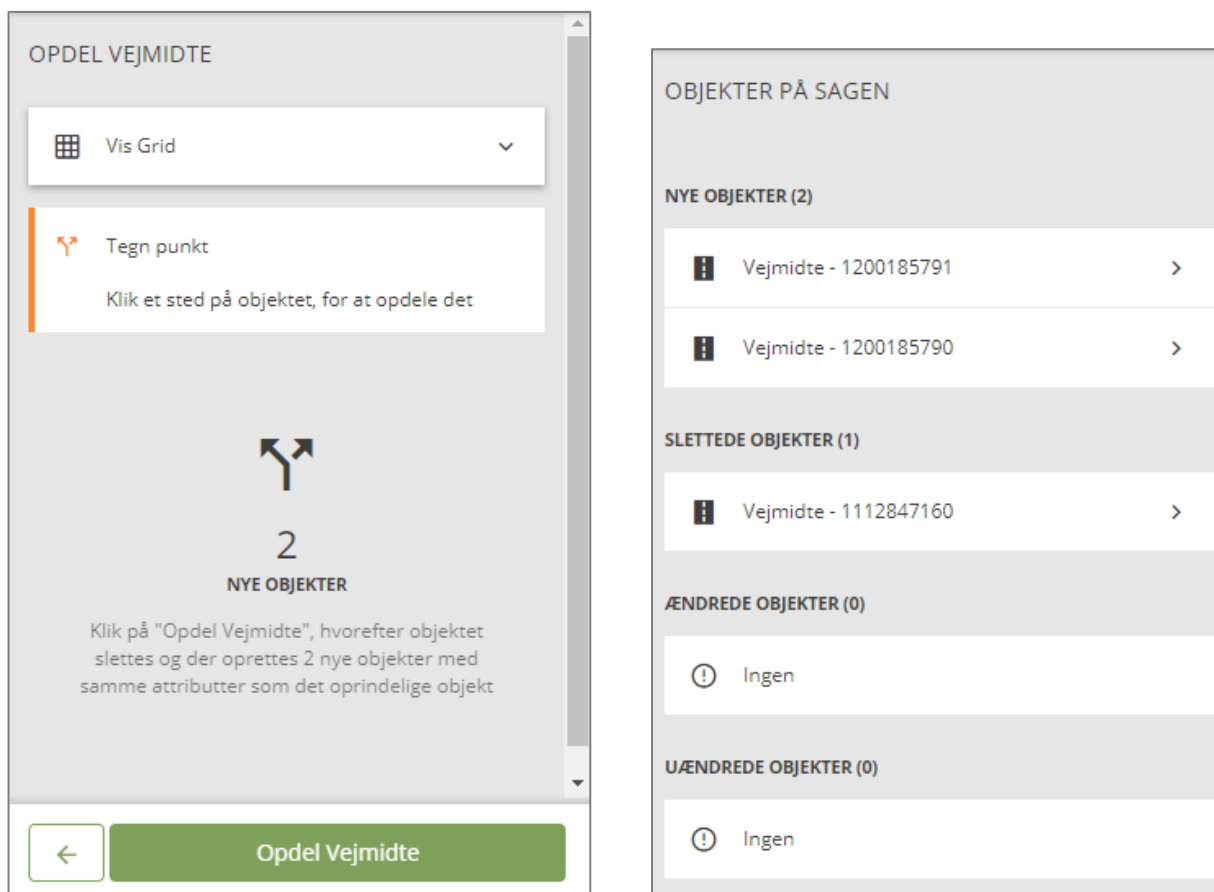 OPDEL VEJMIDTE
Vis Grid
Tegn punkt
Klik et sted på objektet, for at opdele det
2
NYE OBJEKTER
Klik på "Opdel Vejmidte", hvorefter objektet
slettes og der oprettes 2 nye objekter med
samme attributter som det oprindelige objekt
Opdel Vejmidte
OBJEKTER PÅ SAGEN
NYE OBJEKTER (2)
Vejmidte - 1200185791
Vejmidte - 1200185790
SLETTEDE OBJEKTER (1)
Vejmidte - 1112847160
ÆNDREDE OBJEKTER (0)
Ingen
UÆNDREDE OBJEKTER (0)
Ingen